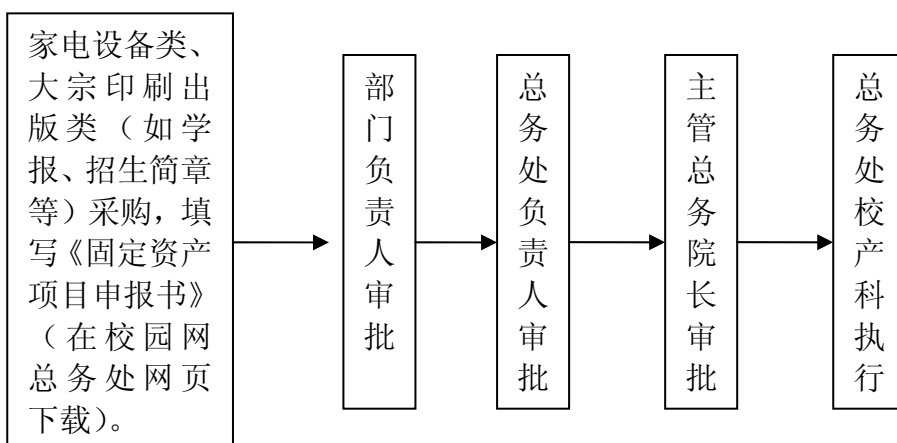 家电设备类、
大宗印刷出
版类（如学
报、招生简章
等）采购，填
写《固定资产
项目申报书》
（在校园网
总务处网页
下载）。
部门负责人审批
总务处负责人审批
主管总务院长审批
总务处校产科执行